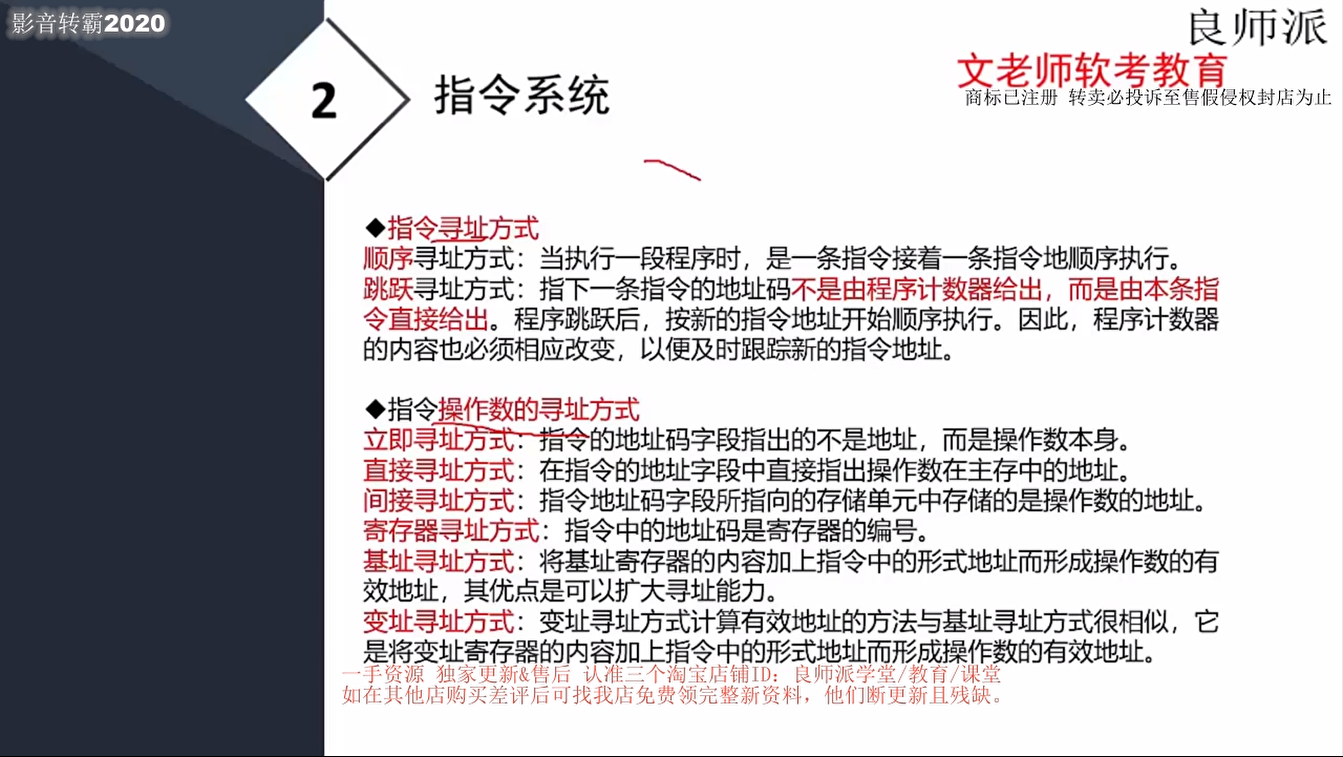 影音转霸2020
良师派
文老师软考教育
商标已注册 转卖必投诉至售假侵权封店为止
2
指令系统
◆指令寻址方式
顺序寻址方式：当执行一段程序时，是一条指令接着一条指令地顺序执行。
跳跃寻址方式：指下一条指令的地址码不是由程序计数器给出，而是由本条指
令直接给出。程序跳跃后，按新的指令地址开始顺序执行。因此，程序计数器
的内容也必须相应改变，以便及时跟踪新的指令地址。
◆指令操作数的寻址方式
立即寻址方式：指令的地址码字段指出的不是地址，而是操作数本身。
直接寻址方式：在指令的地址字段中直接指出操作数在主存中的地址。
间接寻址方式：指令地址码字段所指向的存储单元中存储的是操作数的地址。
寄存器寻址方式：指令中的地址码是寄存器的编号。
基址寻址方式：将基址寄存器的内容加上指令中的形式地址而形成操作数的有
效地址，其优点是可以扩大寻址能力。
变址寻址方式：变址寻址方式计算有效地址的方法与基址寻址方式很相似，它
是将变址寄存器的内容加上指令中的形式地址而形成操作数的有效地址。
一手资源 独家更新&售后 认准三个淘宝店铺ID：良师派学堂/教育/课堂
如在其他店购买差评后可找我店免费领完整新资料，他们断更新且残缺。